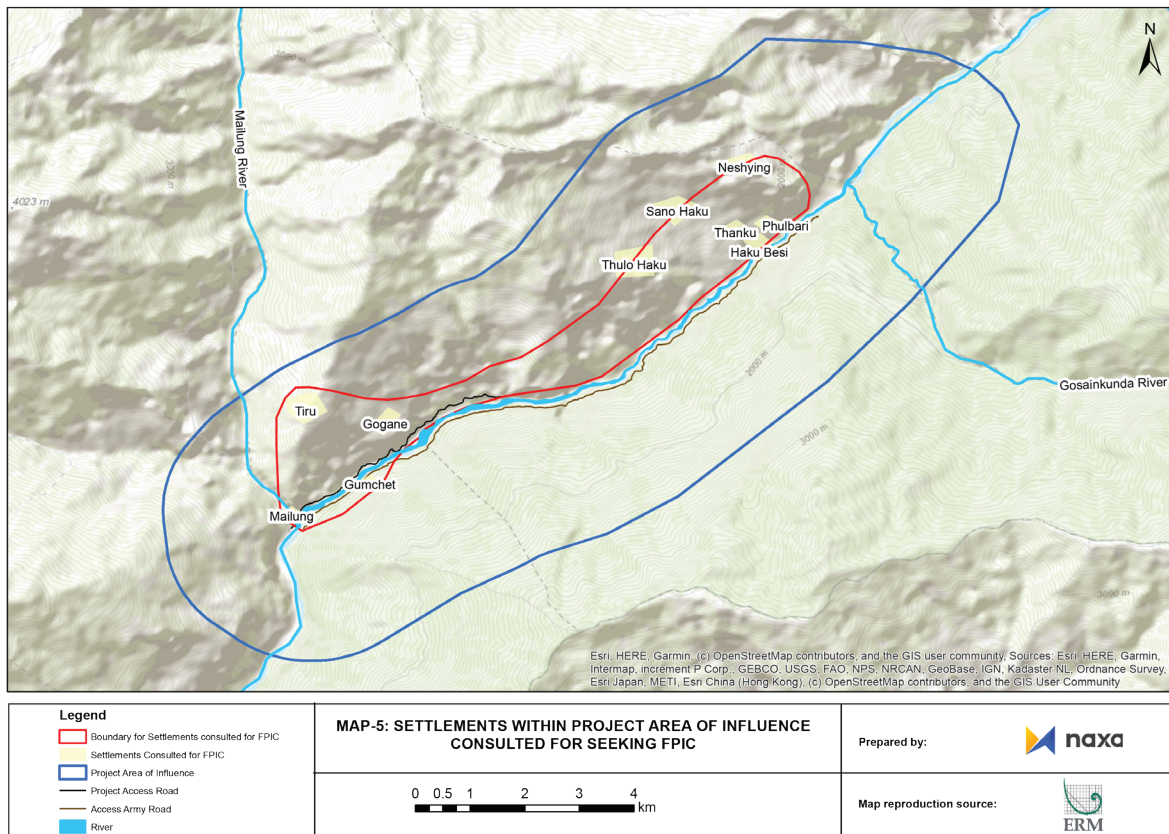 N
3000 m
Mailung River
3000 m
4023 m
Neshying
2000 m
Sano Haku
Thanku
Phulbari
Haku Besi
Thulo Haku
2000 m
Gosainkunda River
Tiru
Gogane
3000 m
Gumchet
Mailung
3000 m
Esri, HERE, Garmin, (c) OpenStreetMap contributors, and the GIS user community, Sources: Esri, HERE, Garmin,
Intermap, increment P Corp., GEBCO, USGS, FAO, NPS, NRCAN, GeoBase, IGN, Kadaster NL, Ordnance Survey,
Esri Japan, METI, Esri China (Hong Kong), (c) OpenStreetMap contributors, and the GIS User Community
Legend
Boundary for Settlements consulted for FPIC
Settlements Consulted for FPIC
Project Area of Influence
Project Access Road
Access Army Road
River
MAP-5: SETTLEMENTS WITHIN PROJECT AREA OF INFLUENCE
CONSULTED FOR SEEKING FPIC
0 0.5 1 2 3 4
km
Prepared by:
naxa
Map reproduction source:
ERM